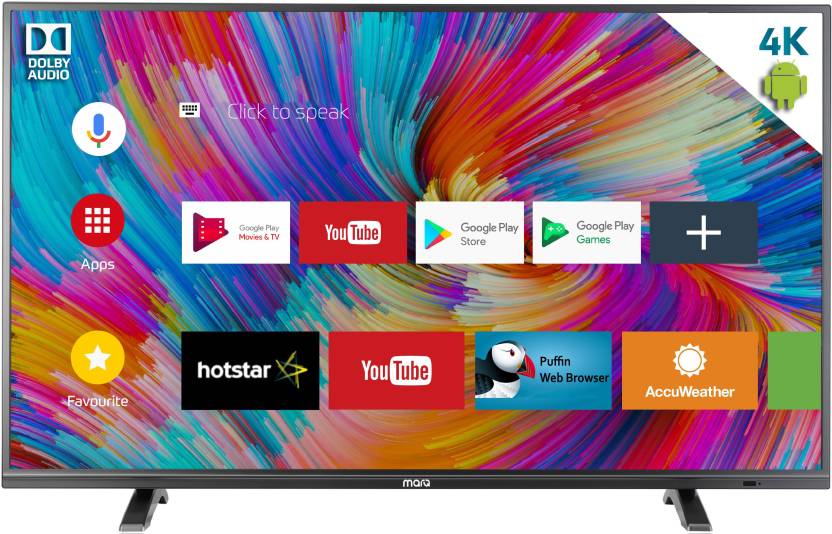 DOLBY
AUDIO
4K
Click to speak
Google Play
Movies & TV
YouTube
Google Play
Store
Google Play
Games
Apps
hotstar
YouTube
Puffin
Web Browser
AccuWeather
Favourite
marq